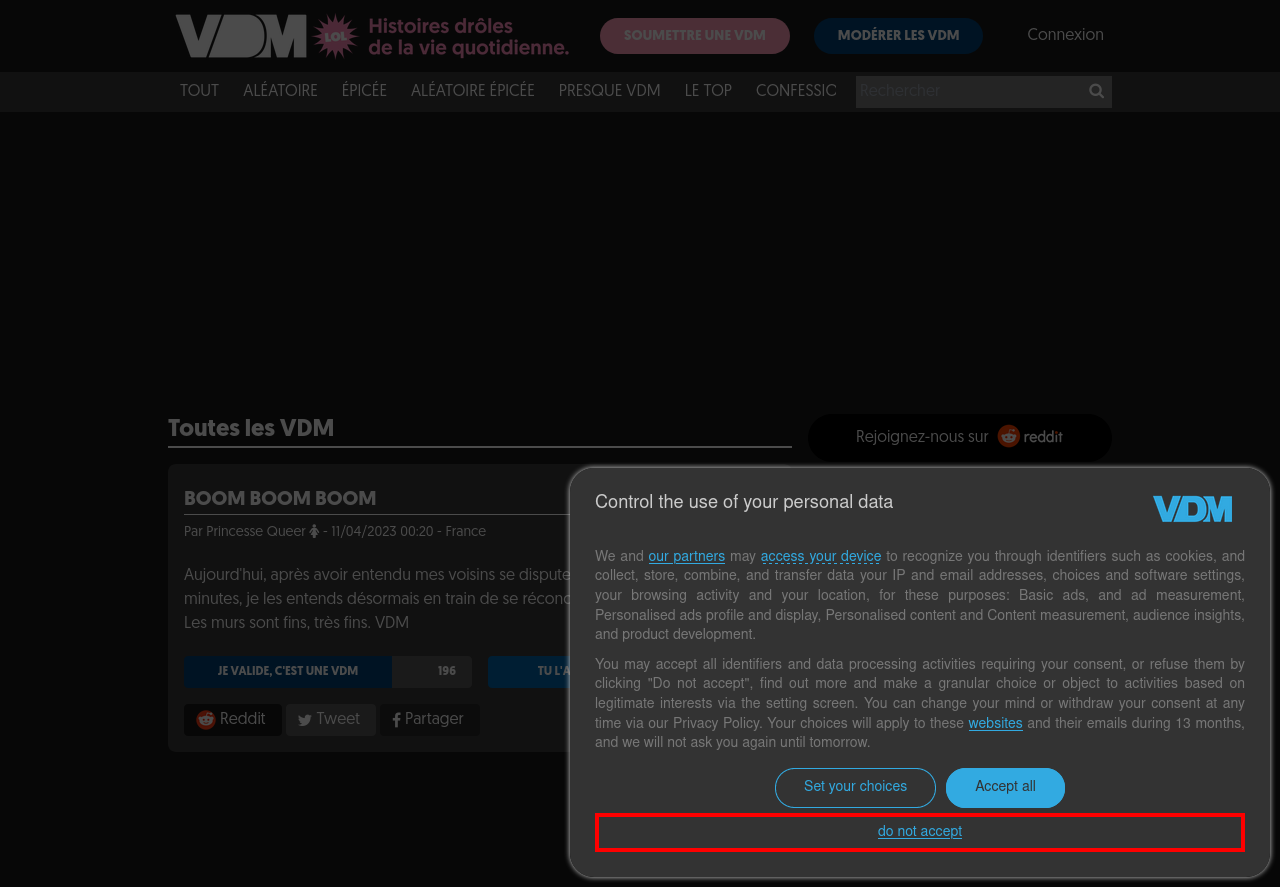 VDM LOL Histoires drôles
de la vie quotidienne.
SOUMETTRE UNE VDM
MODÉRER LES VDM
Connexion
TOUT ALÉATOIRE ÉPICÉE ALÉATOIRE ÉPICÉE PRESQUE VDM LE TOP CONFESSIC
Rechercher
Toutes les VDM
Rejoignez-nous sur reddit
BOOM BOOM BOOM
Par Princesse Queer - 11/04/2023 00:20 - France
Aujourd'hui, après avoir entendu mes voisins se dispute
minutes, je les entends désormais en train de se réconc
Les murs sont fins, très fins. VDM
JE VALIDE, C'EST UNE VDM 196 TU L'A
Reddit Tweet Partager
Control the use of your personal data
VDM
We and our partners may access your device to recognize you through identifiers such as cookies, and
collect, store, combine, and transfer data your IP and email addresses, choices and software settings,
your browsing activity and your location, for these purposes: Basic ads, and ad measurement,
Personalised ads profile and display, Personalised content and Content measurement, audience insights,
and product development.
You may accept all identifiers and data processing activities requiring your consent, or refuse them by
clicking "Do not accept", find out more and make a granular choice or object to activities based on
legitimate interests via the setting screen. You can change your mind or withdraw your consent at any
time via our Privacy Policy. Your choices will apply to these websites and their emails during 13 months,
and we will not ask you again until tomorrow.
Set your choices
Accept all
do not accept